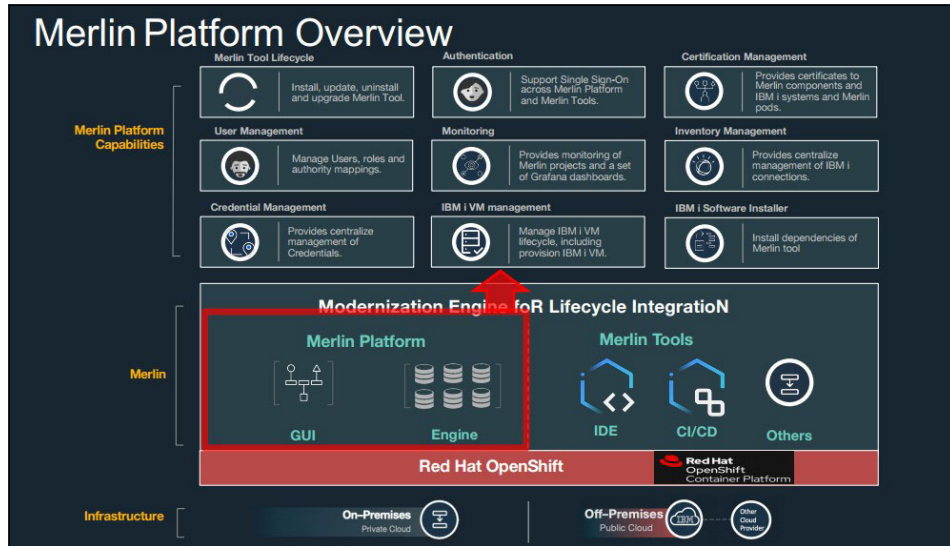 Merlin Platform Overview
Merlin Platform
Capabilities
Merlin Tool Lifecycle
Install, update, uninstall
and upgrade Merlin Tool.
Authentication
Support Single Sign-On
across Merlin Platform
and Merlin Tools.
Certification Management
Provides certificates to
Merlin components and
IBM i systems and Merlin
pods.
User Management
Manage Users, roles and
authority mappings.
Monitoring
Provides monitoring of
Merlin projects and a set
of Grafana dashboards.
Inventory Management
Provides centralize
management of IBM i
connections.
Credential Management
Provides centralize
management of
Credentials.
IBM i VM management
Manage IBM i VM
lifecycle, including
provision IBM i VM.
IBM i Software Installer
Install dependencies of
Merlin tool
Merlin
Modernization Engine foR Lifecycle IntegratioN
Merlin Platform
GUI
Engine
Merlin Tools
IDE
CI/CD
Others
Red Hat OpenShift
Red Hat
OpenShift
Container Platform
Infrastructure
On-Premises
Private Cloud
Off-Premises
Public Cloud
IBM
Other
Cloud
Provider